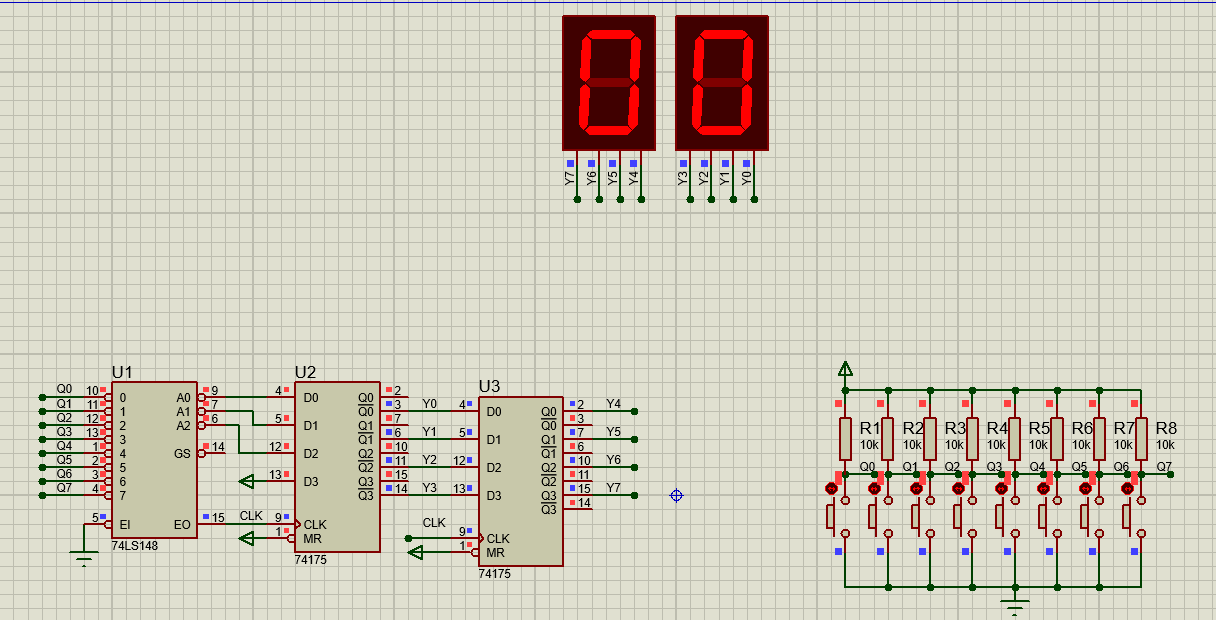 Y7 Y6 Y5 Y4 Y3 Y2 Y1 Y0
U1
Q0 10 0 A0 9
Q1 11 1 A1 7
Q2 12 2 A2 6
Q3 13 3
Q4 1 4 GS 14
Q5 2 5
Q6 3 6
Q7 4 7
5 EI EO 15
74LS148
U2
4 D0 Q0 2
Q0 3 Y0
5 D1 Q1 7
Q1 6 Y1
12 D2 Q2 10
Q2 11 Y2
13 D3 Q3 15
Q3 14 Y3
CLK 9 CLK
1 MR
74175
U3
4 D0 Q0 2 Y4
Q0 3
5 D1 Q1 7 Y5
Q1 6
12 D2 Q2 10 Y6
Q2 11
13 D3 Q3 15 Y7
Q3 14
CLK 9 CLK
1 MR
74175
R1 R2 R3 R4 R5 R6 R7 R8
10k 10k 10k 10k 10k 10k 10k 10k
Q0 Q1 Q2 Q3 Q4 Q5 Q6 Q7